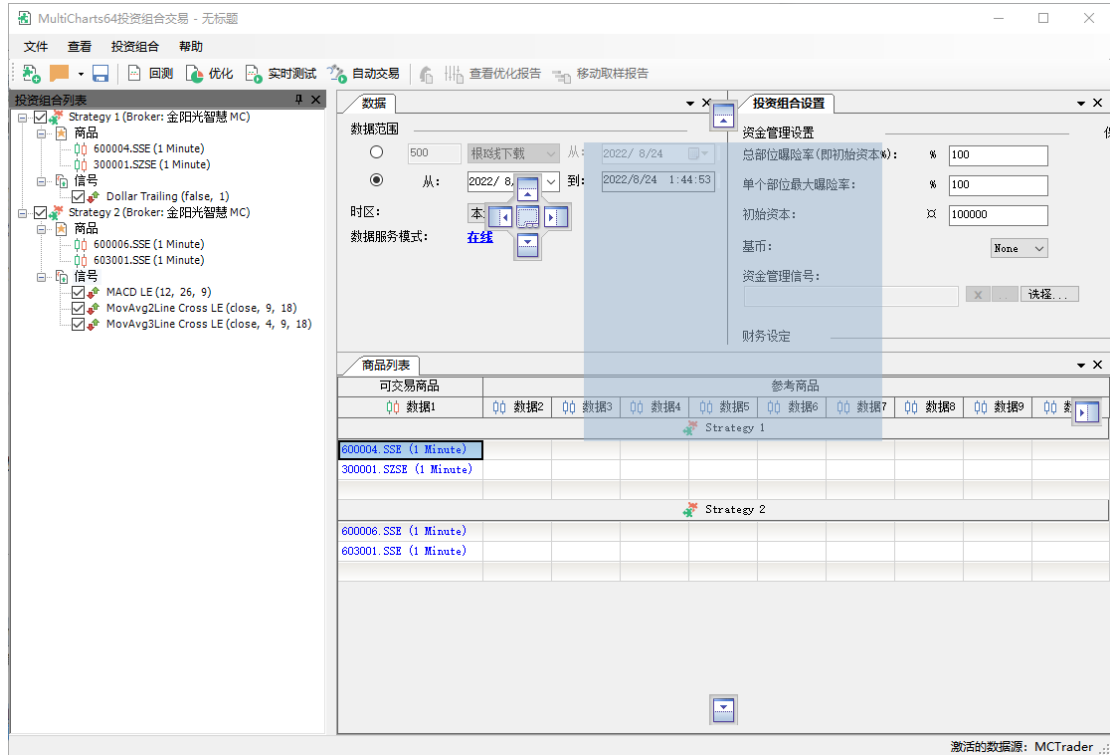 MultiCharts64投资组合交易 - 无标题
文件 查看 投资组合 帮助
回测 优化 实时测试 自动交易 查看优化报告 移动取样报告
投资组合列表
Strategy 1 (Broker: 金阳光智慧 MC)
商品
600004.SSE (1 Minute)
300001.SZSE (1 Minute)
信号
Dollar Trailing (false, 1)
Strategy 2 (Broker: 金阳光智慧 MC)
商品
600006.SSE (1 Minute)
603001.SSE (1 Minute)
信号
MACD LE (12, 26, 9)
MovAvg2Line Cross LE (close, 9, 18)
MovAvg3Line Cross LE (close, 4, 9, 18)
数据
数据范围
500 根K线下载 从: 2022/ 8/24
从: 2022/ 8/ 到: 2022/8/24 1:44:53
时区: 本
数据服务模式: 在线
投资组合设置
资金管理设置
总部位曝险率(即初始资本%): % 100
单个部位最大曝险率: % 100
初始资本: ¤ 100000
基币: None
资金管理信号:
X ... 选择...
财务设定
商品列表
可交易商品 参考商品
数据1 数据2 数据3 数据4 数据5 数据6 数据7 数据8 数据9
Strategy 1
600004.SSE (1 Minute)
300001.SZSE (1 Minute)
Strategy 2
600006.SSE (1 Minute)
603001.SSE (1 Minute)
激活的数据源: MCTrader